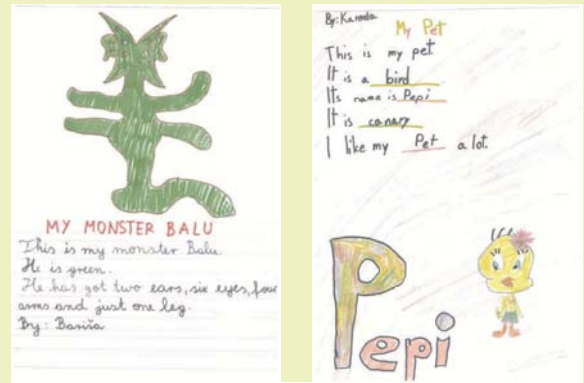 MY MONSTER BALU
This is my monster Balu.
He is green.
He has got two ears, six eyes, four
arms and just one leg.
By: Bariša
By: Karmela
My Pet
This is my pet
It is a bird
Its name is Pepi
It is canary
I like my Pet a lot.
Pepi